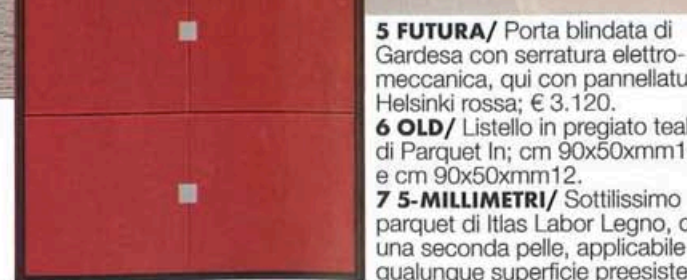 5 FUTURA/ Porta blindata di
Gardesa con serratura elettro-
meccanica, qui con pannellatu
Helsinki rossa; € 3.120.
6 OLD/ Listello in pregiato teal
di Parquet In; cm 90x50xmm1
e cm 90x50xmm12.
7 5-MILLIMETRI/ Sottilissimo
parquet di Itlas Labor Legno, c
una seconda pelle, applicabile
qualunque superficie preesiste